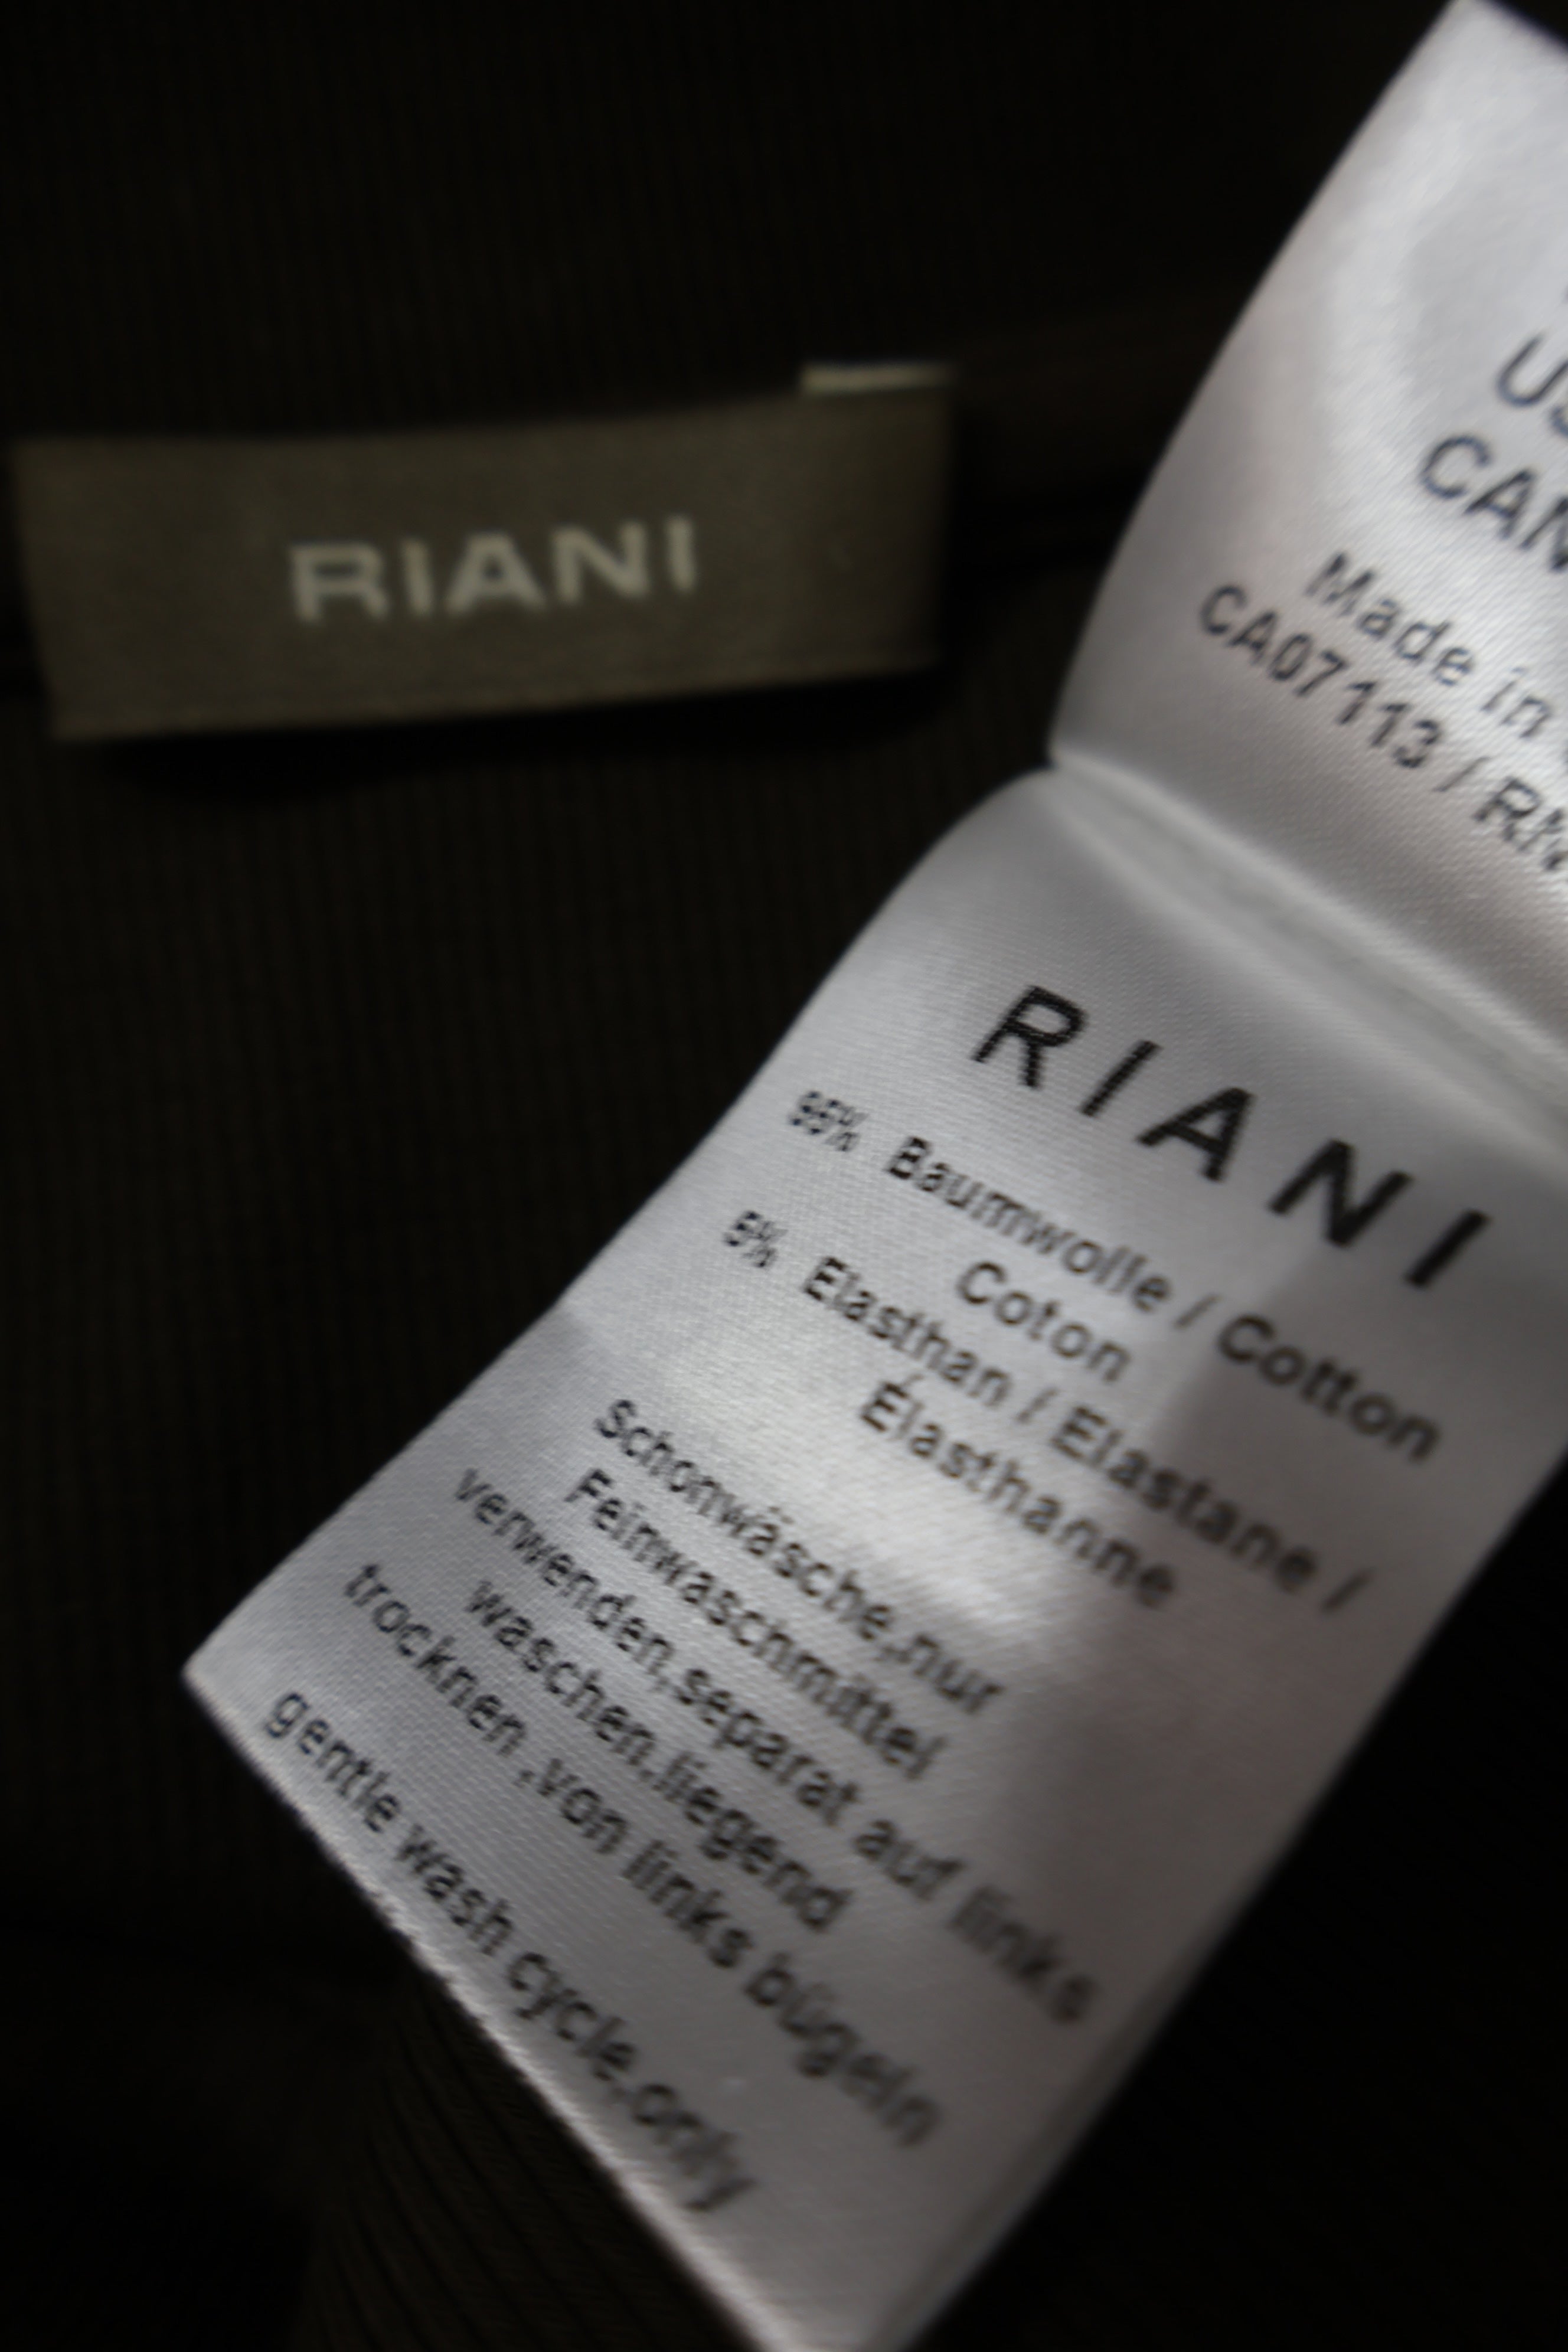 RIANI
US
CAN
Made in
CA07113 / RN
RIANI
95% Baumwolle / Cotton
Coton
5% Elasthan / Elastane /
Élasthanne
Schonwäsche,nur
Feinwaschmittel
verwenden,separat auf links
waschen.liegend
trocknen ,von links bügeln
gentle wash cycle,only